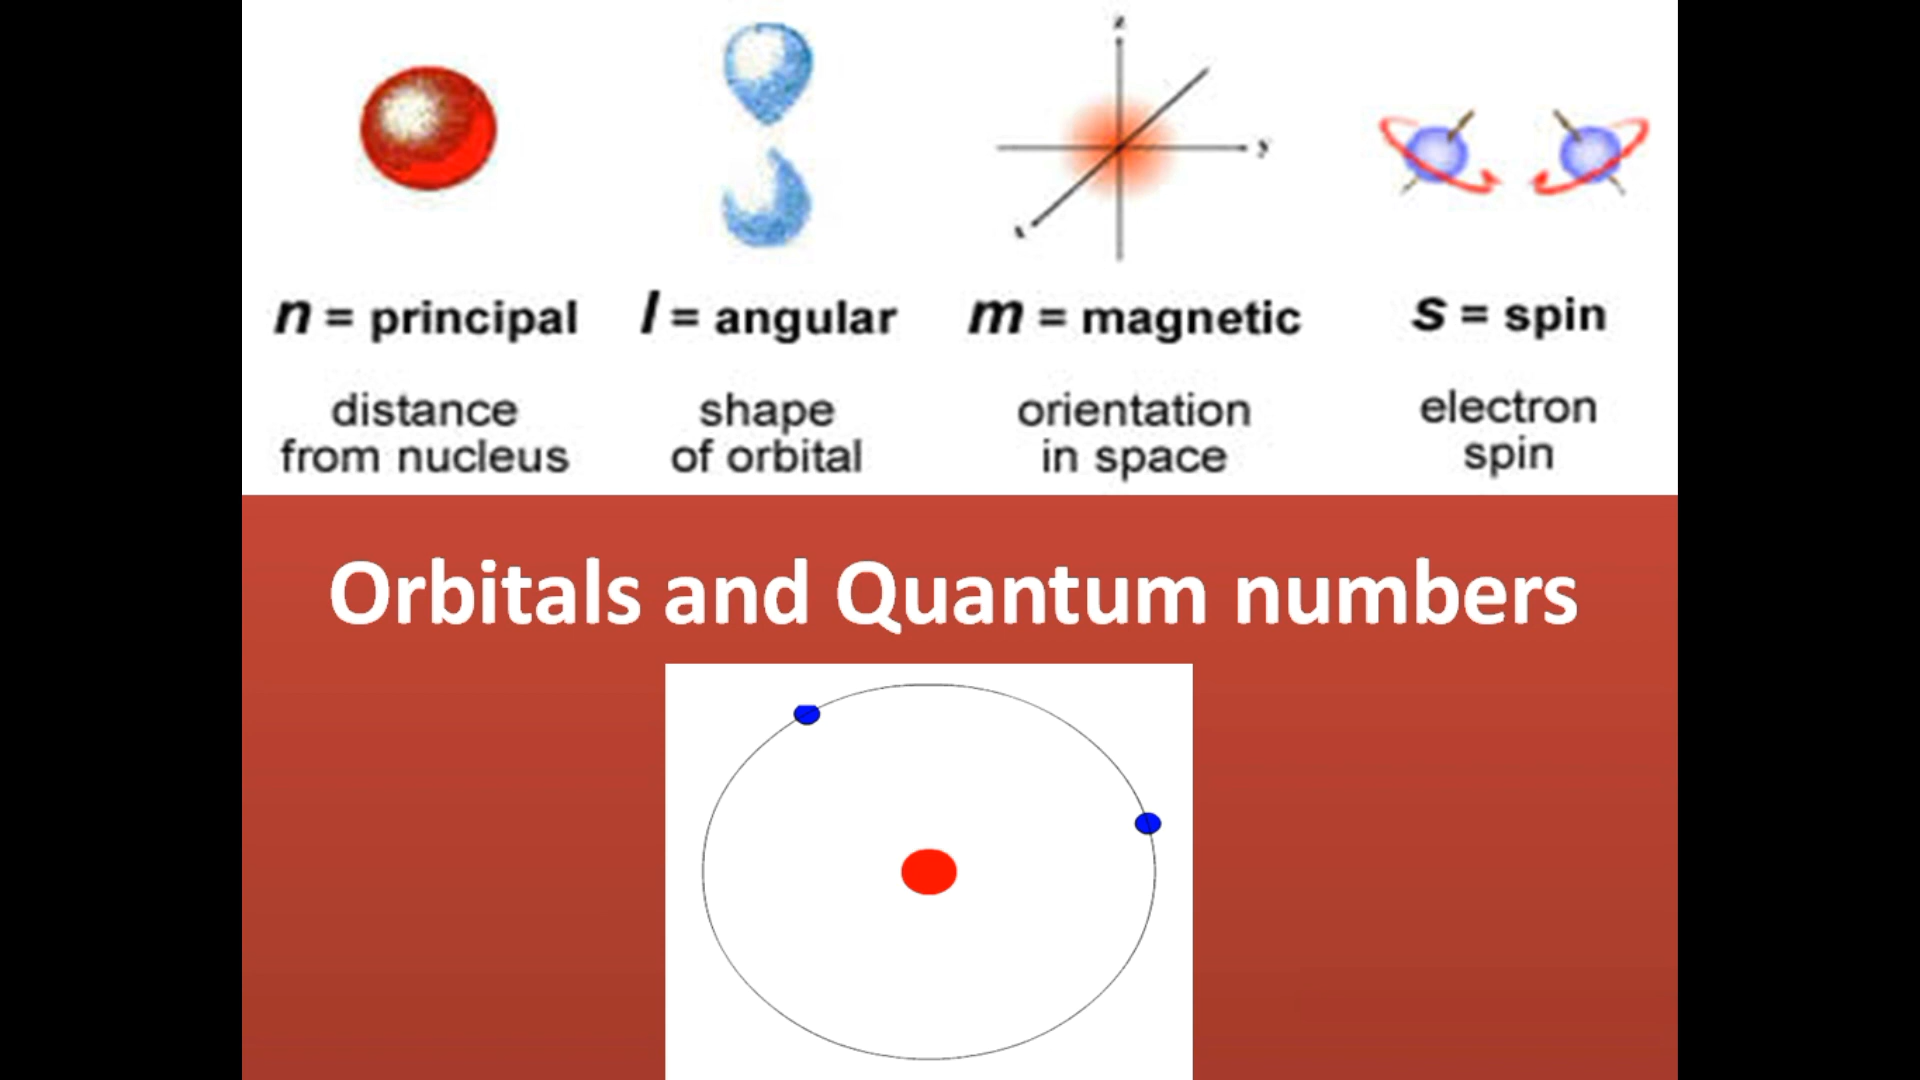 z
y
x
n = principal
l = angular
m = magnetic
s = spin
distance
from nucleus
shape
of orbital
orientation
in space
electron
spin
Orbitals and Quantum numbers